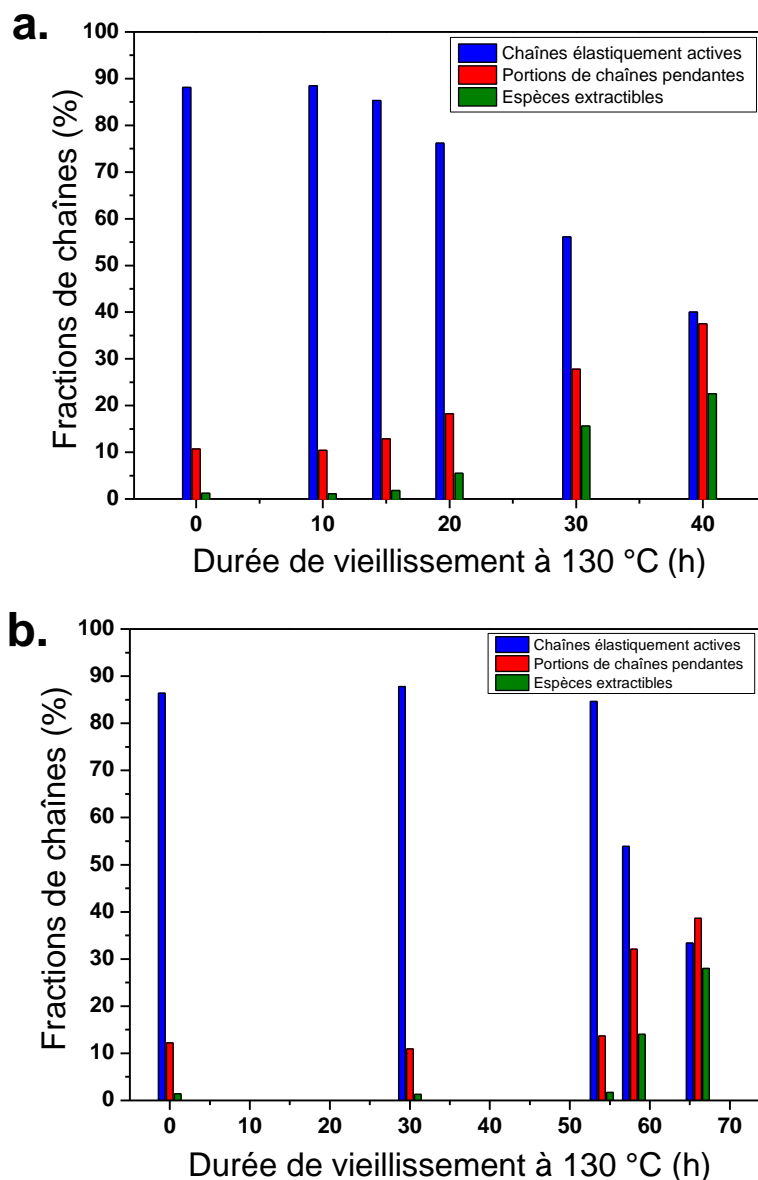 a.
Fractions de chaînes (%)
100
90
80
70
60
50
40
30
20
10
0
Chaînes élastiquement actives
Portions de chaînes pendantes
Espèces extractibles
0 10 20 30 40
Durée de vieillissement à 130 °C (h)
b.
Fractions de chaînes (%)
100
90
80
70
60
50
40
30
20
10
0
Chaînes élastiquement actives
Portions de chaînes pendantes
Espèces extractibles
0 10 20 30 40 50 60 70
Durée de vieillissement à 130 °C (h)